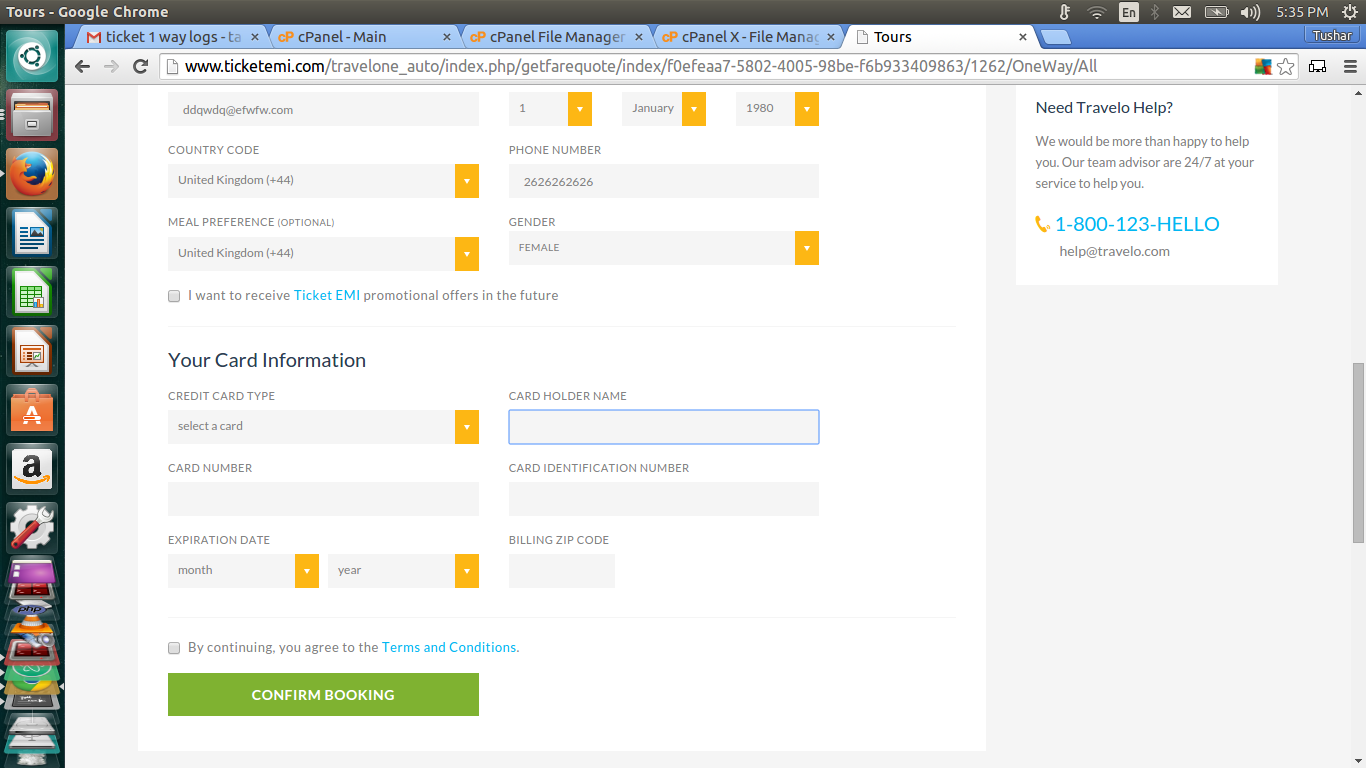 Tours - Google Chrome
En
5:35 PM
ticket 1 way logs - ta
cP cPanel - Main
cP cPanel File Manager
cP cPanel X - File Manag
Tours
Tushar
www.ticketemi.com/travelone_auto/index.php/getfarequote/index/f0efeaa7-5802-4005-98be-f6b933409863/1262/OneWay/All
ddqwdq@efwfw.com
1
January
1980
COUNTRY CODE
PHONE NUMBER
United Kingdom (+44)
2626262626
MEAL PREFERENCE (OPTIONAL)
GENDER
United Kingdom (+44)
FEMALE
I want to receive Ticket EMI promotional offers in the future
Your Card Information
CREDIT CARD TYPE
CARD HOLDER NAME
select a card
CARD NUMBER
CARD IDENTIFICATION NUMBER
EXPIRATION DATE
BILLING ZIP CODE
month
year
By continuing, you agree to the Terms and Conditions.
CONFIRM BOOKING
Need Travelo Help?
We would be more than happy to help
you. Our team advisor are 24/7 at your
service to help you.
1-800-123-HELLO
help@travelo.com
a
php